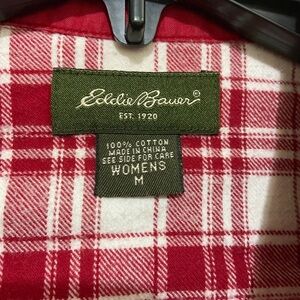 Eddie Bauer®
EST. 1920
100% COTTON
MADE IN CHINA
SEE SIDE FOR CARE
WOMENS
M